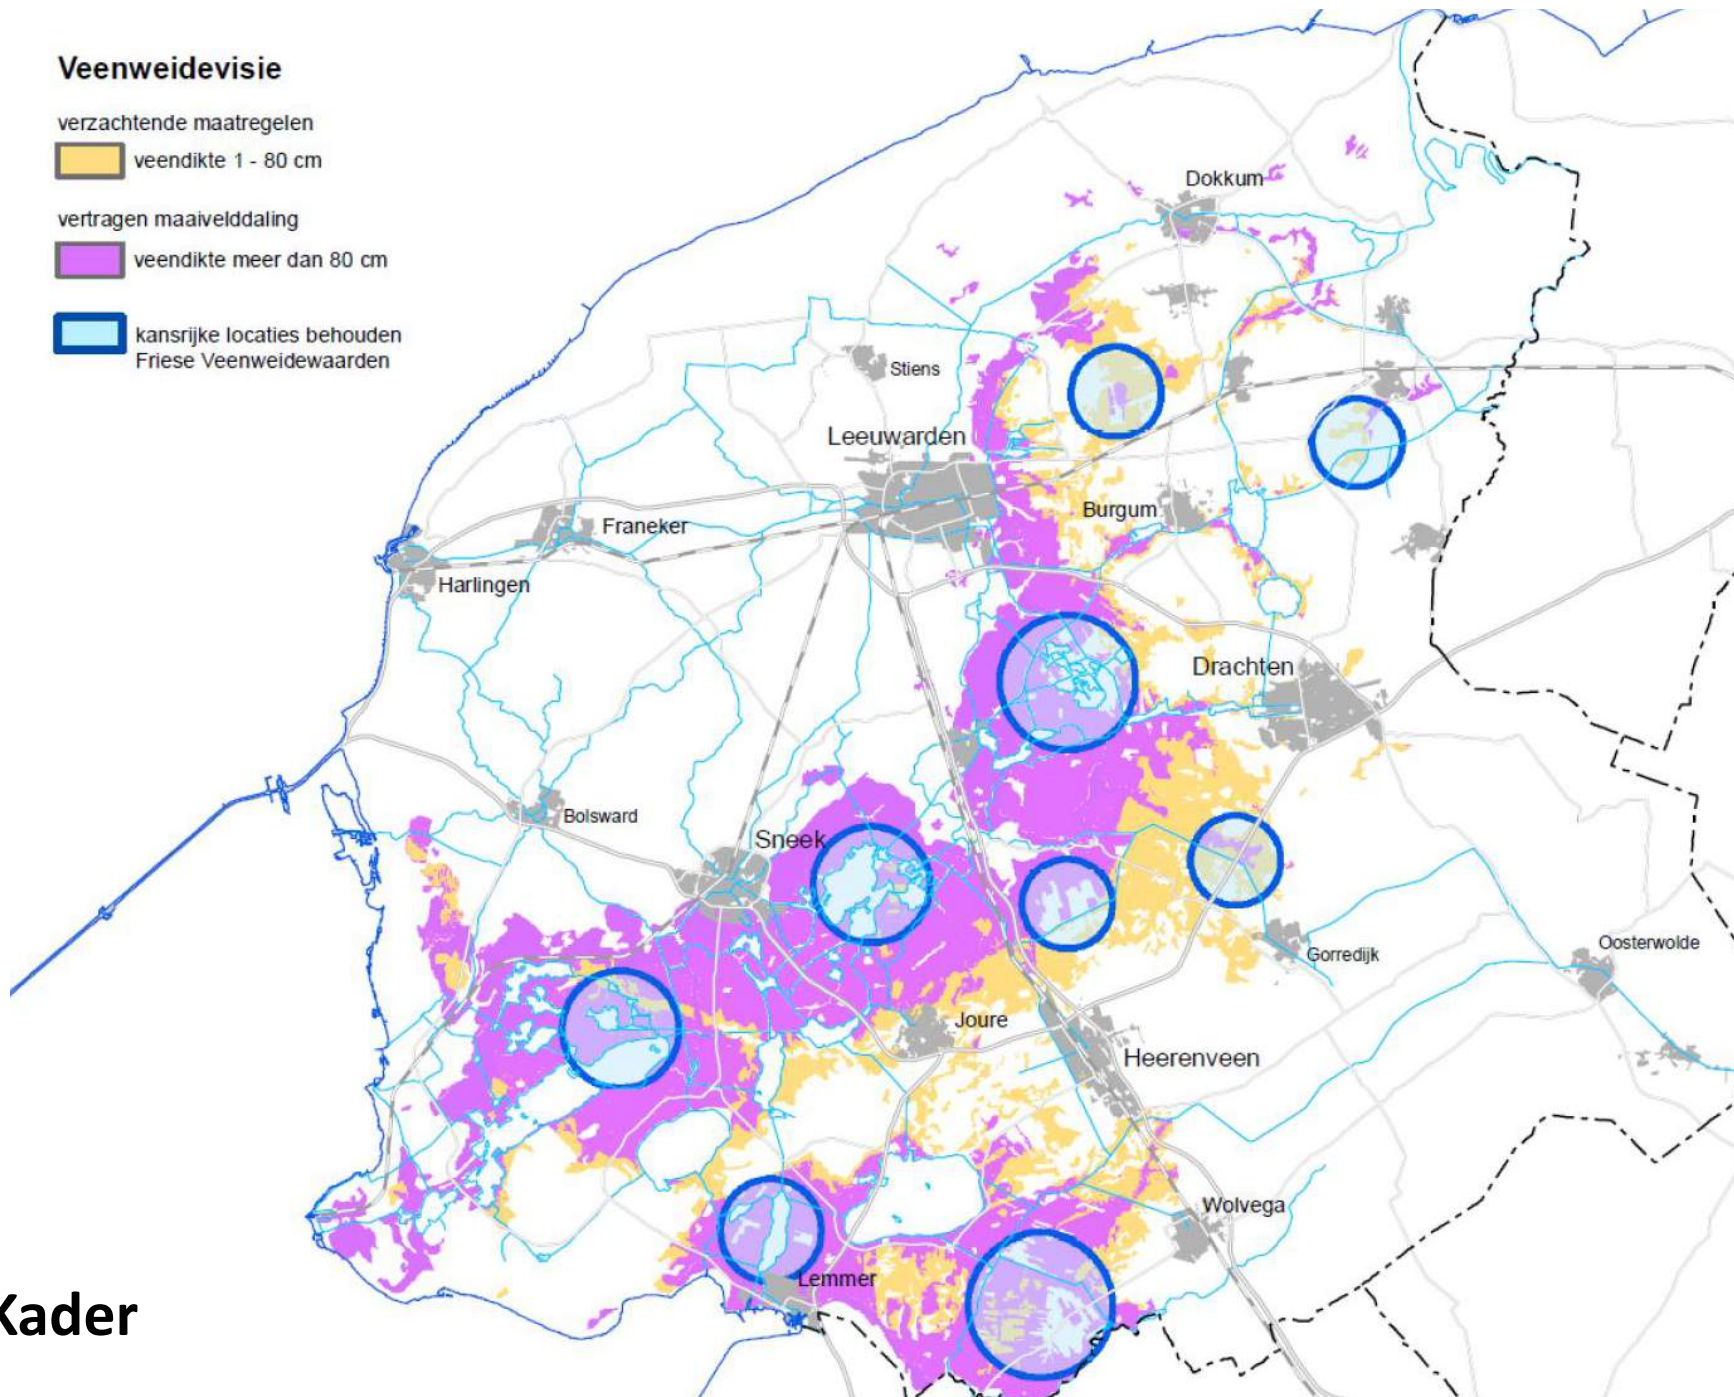 Veenweidevisie
verzachtende maatregelen
veendikte 1 - 80 cm
vertragen maaivelddaling
veendikte meer dan 80 cm
kansrijke locaties behouden
Friese Veenweidewaarden
Dokkum
Stiens
Leeuwarden
Burgum
Franeker
Harlingen
Drachten
Bolsward
Sneek
Oosterwolde
Gorredijk
Joure
Heerenveen
Wolvega
Lemmer
Kader